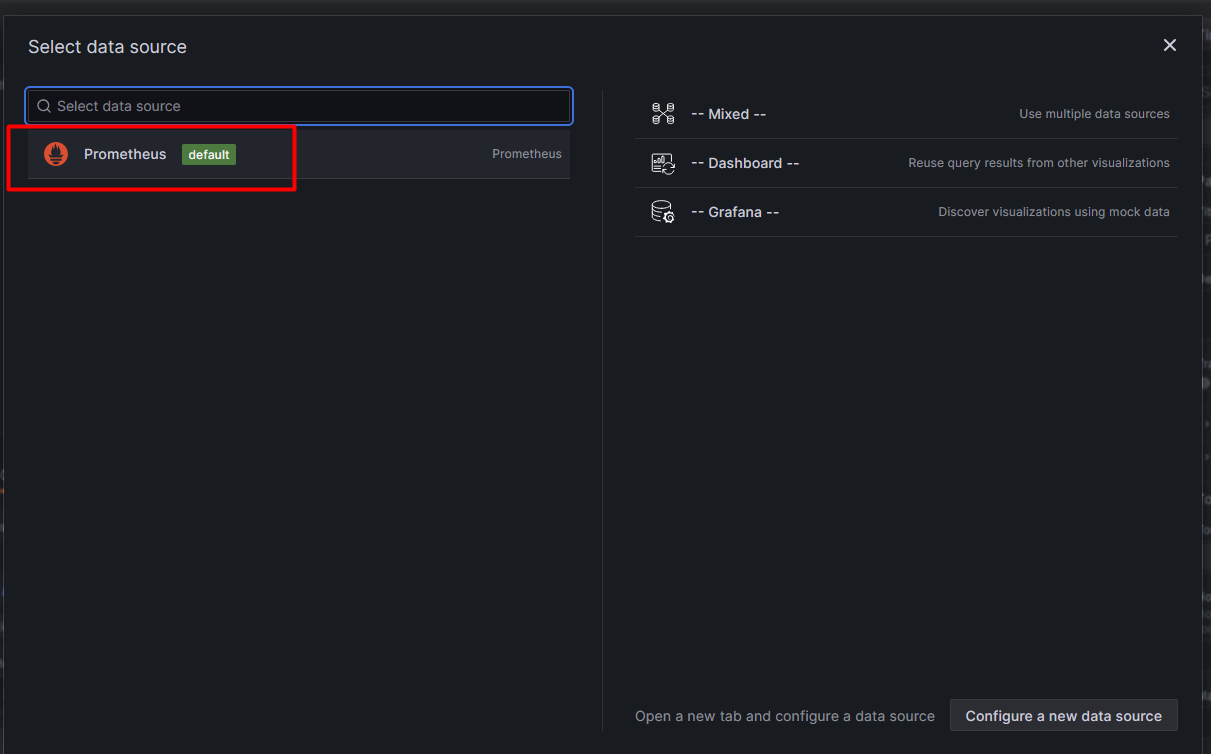 Select data source
Select data source
Prometheus default Prometheus
-- Mixed -- Use multiple data sources
-- Dashboard -- Reuse query results from other visualizations
-- Grafana -- Discover visualizations using mock data
Open a new tab and configure a data source Configure a new data source